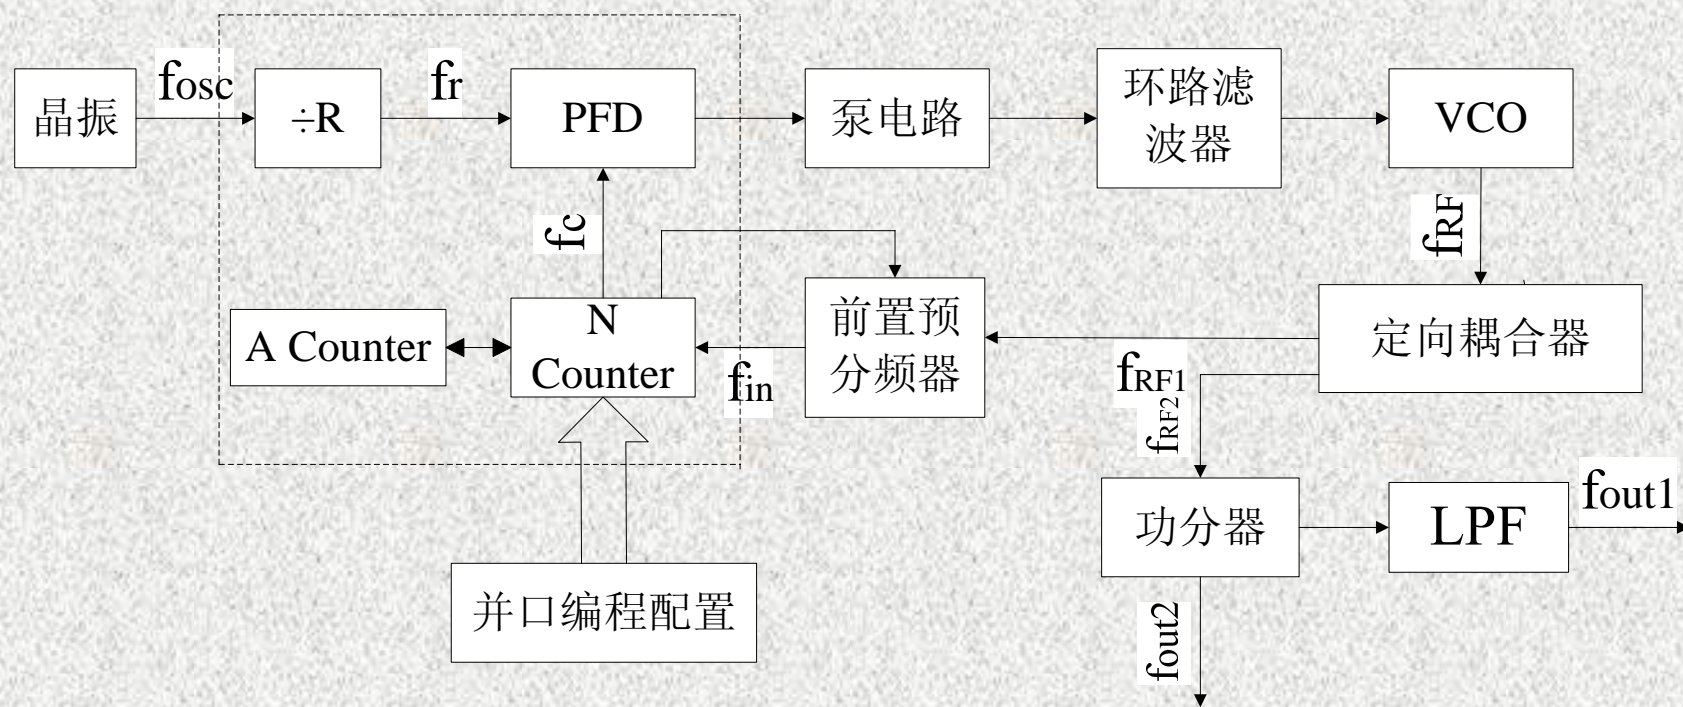 晶振
fosc
÷R
fr
PFD
泵电路
环路滤
波器
VCO
fc
fRF
A Counter
N
Counter
fin
前置预
分频器
定向耦合器
fRF1
fRF2
功分器
LPF
fout1
并口编程配置
fout2